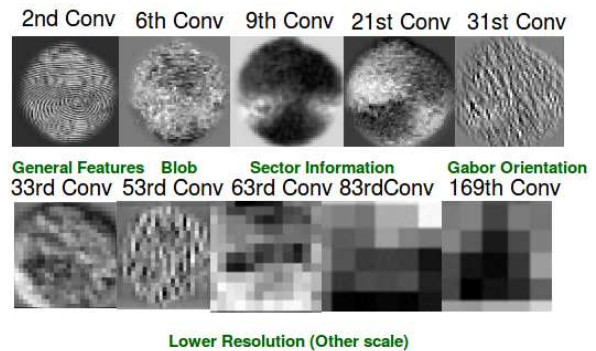 2nd Conv 6th Conv 9th Conv 21st Conv 31st Conv
General Features Blob Sector Information Gabor Orientation
33rd Conv 53rd Conv 63rd Conv 83rdConv 169th Conv
Lower Resolution (Other scale)